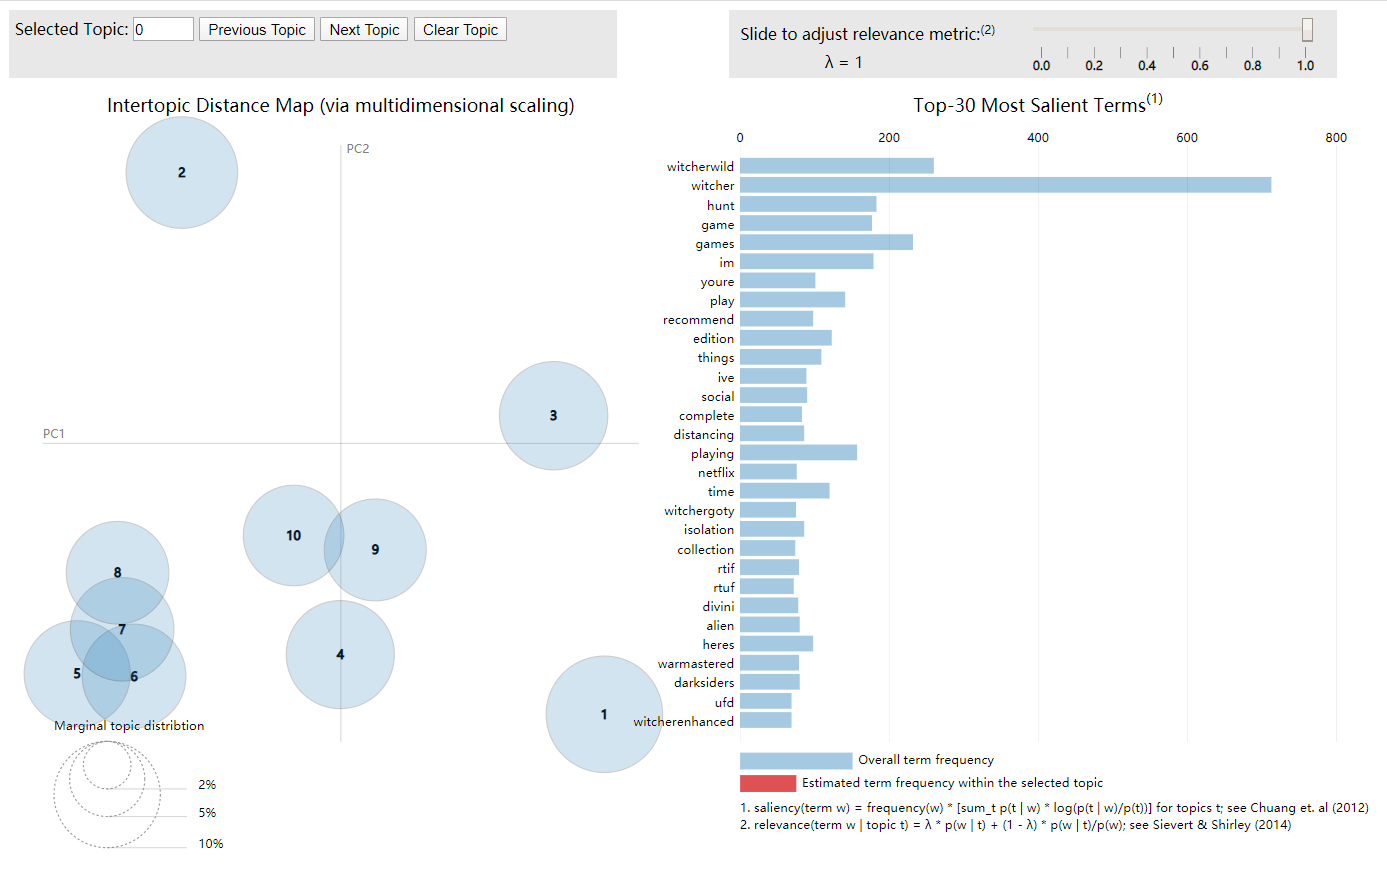 Selected Topic: 0 Previous Topic Next Topic Clear Topic
Slide to adjust relevance metric:(2)
λ = 1
0.0 0.2 0.4 0.6 0.8 1.0
Intertopic Distance Map (via multidimensional scaling)
PC2
PC1
2
3
10
9
8
7
5
6
4
1
Marginal topic distribtion
2%
5%
10%
Top-30 Most Salient Terms(1)
0 200 400 600 800
witcherwild
witcher
hunt
game
games
im
youre
play
recommend
edition
things
ive
social
complete
distancing
playing
netflix
time
witchergoty
isolation
collection
rtif
rtuf
divini
alien
heres
warmastered
darksiders
ufd
witcherenhanced
Overall term frequency
Estimated term frequency within the selected topic
1. saliency(term w) = frequency(w) * [sum_t p(t | w) * log(p(t | w)/p(t))] for topics t; see Chuang et. al (2012)
2. relevance(term w | topic t) = λ * p(w | t) + (1 - λ) * p(w | t)/p(w); see Sievert & Shirley (2014)